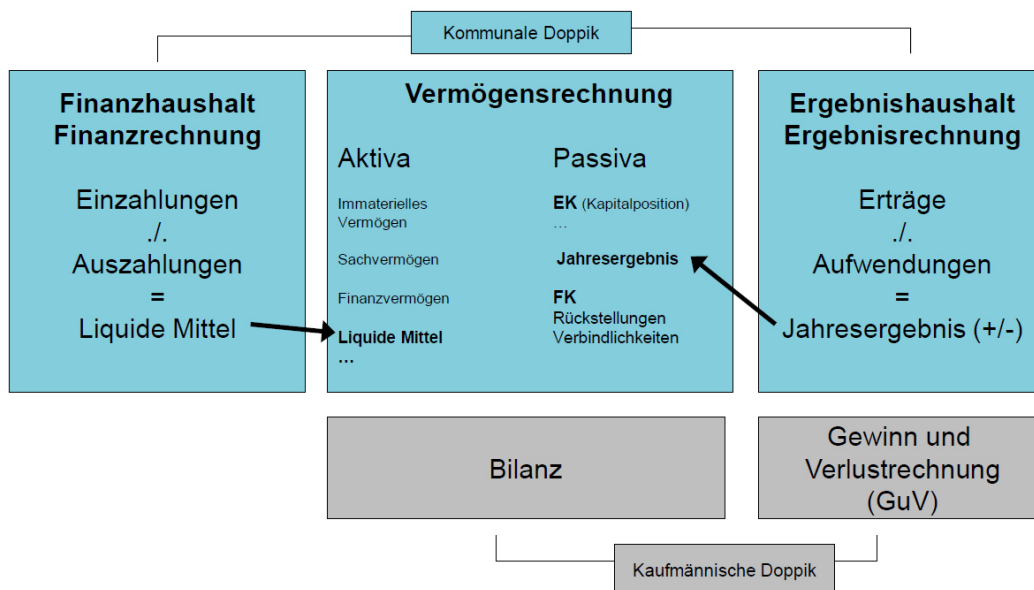 Kommunale Doppik
Finanzhaushalt
Finanzrechnung
Einzahlungen
./.
Auszahlungen
=
Liquide Mittel
Vermögensrechnung
Aktiva
Immaterielles
Vermögen
Sachvermögen
Finanzvermögen
Liquide Mittel
...
Passiva
EK (Kapitalposition)
...
Jahresergebnis
FK
Rückstellungen
Verbindlichkeiten
Ergebnishaushalt
Ergebnisrechnung
Erträge
./.
Aufwendungen
=
Jahresergebnis (+/-)
Bilanz
Gewinn und
Verlustrechnung
(GuV)
Kaufmännische Doppik